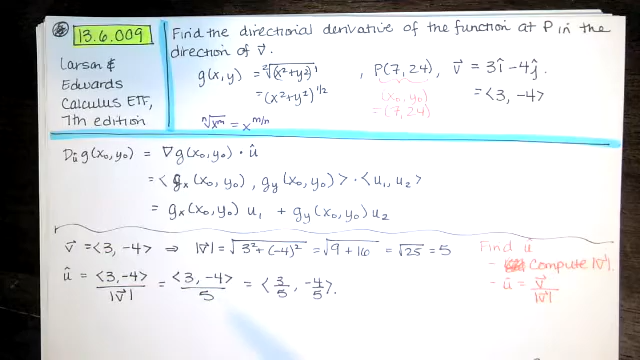 13.6.009
Larson &
Edwards
Calculus ETF,
7th edition
Find the directional derivative of the function at P in the
direction of v⃗.
g(x,y) = ²√(x²+y²)¹ , P(7,24), v⃗ = 3î − 4ĵ.
= (x²+y²)^1/2
(x₀,y₀)
= (7,24)
= <3, −4>
ⁿ√x^m = x^m/n
D_û g(x₀,y₀) = ∇g(x₀,y₀) • û
= <g_x(x₀,y₀), g_y(x₀,y₀)> • <u₁, u₂>
= g_x(x₀,y₀) u₁ + g_y(x₀,y₀) u₂
v⃗ = <3, −4> ⇒ |v⃗| = √3²+(−4)² = √9+16 = √25 = 5
û = <3,−4>/|v⃗| = <3,−4>/5 = <3/5, −4/5>.
Find û
- Compute |v⃗|.
- û = v⃗/|v⃗|